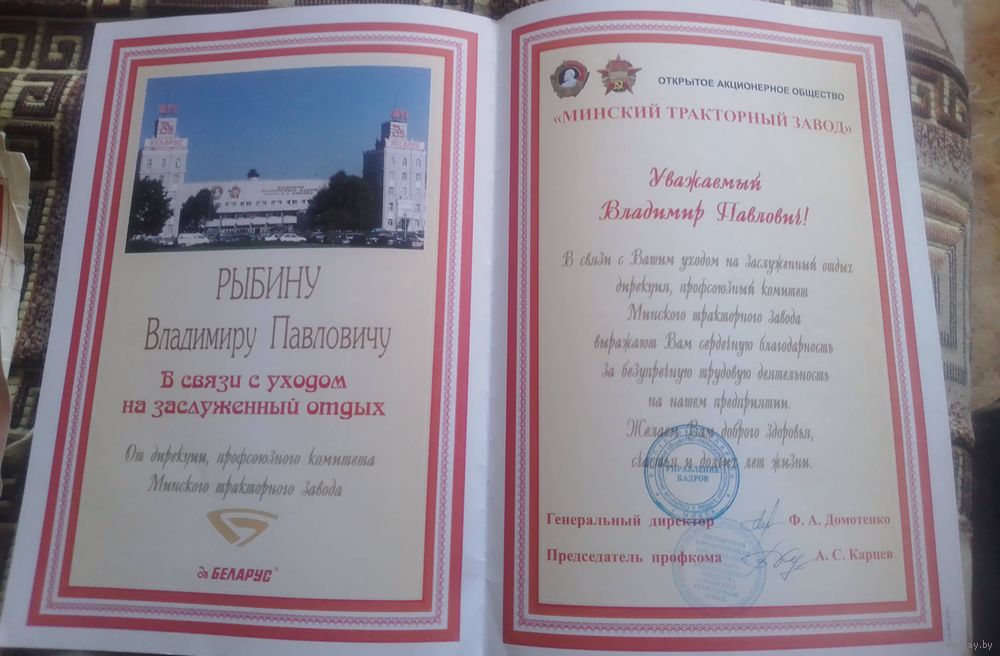 БЕЛАРУС
РЫБИНУ
Владимиру Павловичу
В связи с уходом
на заслуженный отдых
От дирекции, профсоюзного комитета
Минского тракторного завода
БЕЛАРУС®
ОТКРЫТОЕ АКЦИОНЕРНОЕ ОБЩЕСТВО
«МИНСКИЙ ТРАКТОРНЫЙ ЗАВОД»
Уважаемый
Владимир Павлович!
В связи с Вашим уходом на заслуженный отдых
дирекция, профсоюзный комитет
Минского тракторного завода
выражают Вам сердечную благодарность
за безупречную трудовую деятельность
на нашем предприятии.
Желаем Вам доброго здоровья,
счастья и долгих лет жизни.
УПРАВЛЕНИЕ
КАДРОВ
Генеральный директор Ф. А. Домотенко
Председатель профкома А. С. Карцев